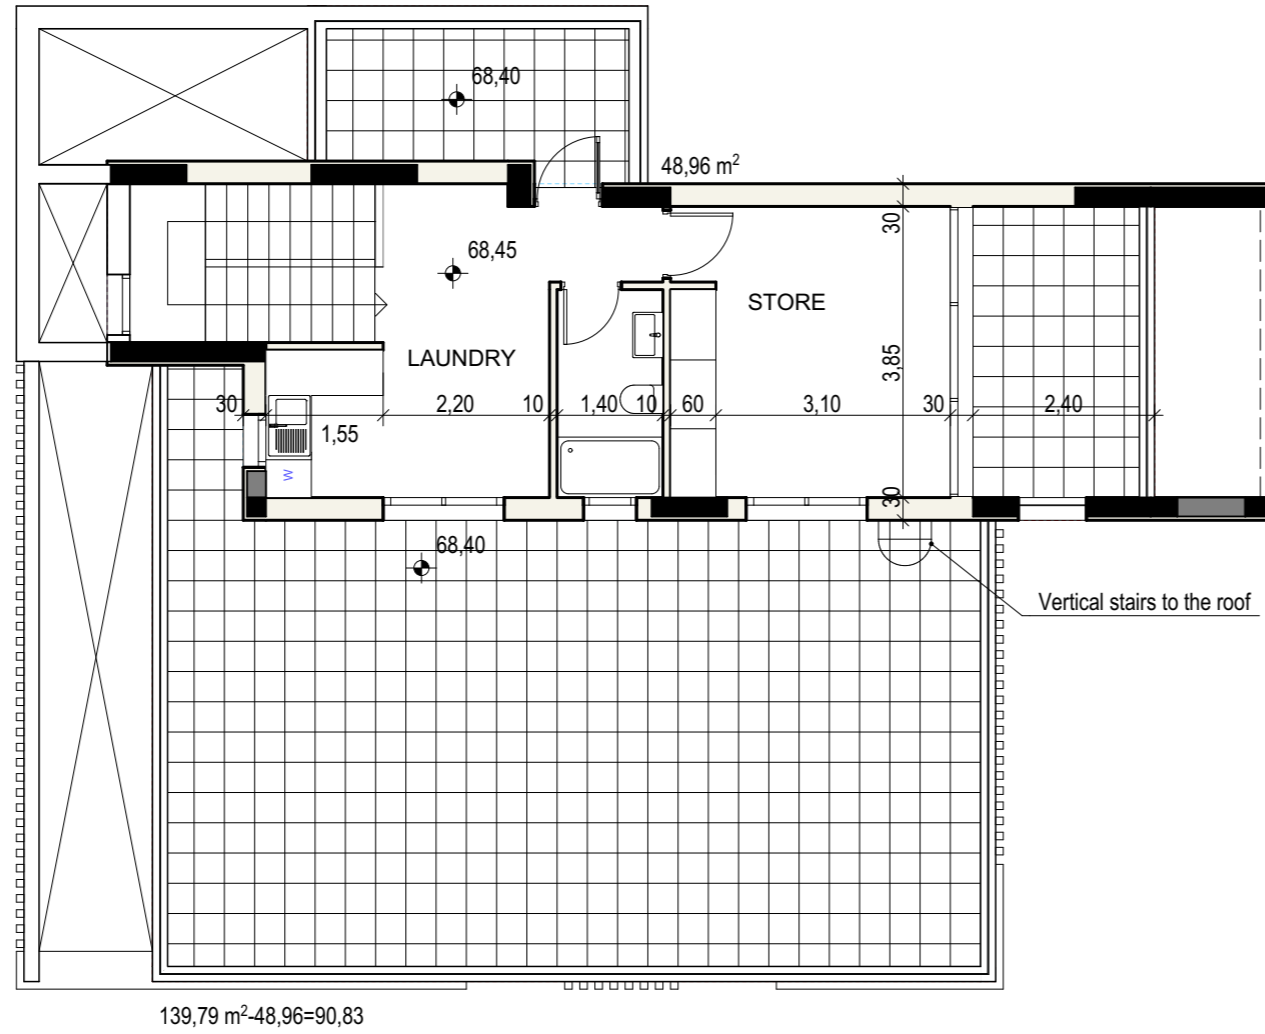 68,40
48,96 m²
30
68,45
STORE
LAUNDRY
3,85
30
2,20
10
1,40
10
60
3,10
30
2,40
1,55
W
30
68,40
Vertical stairs to the roof
139,79 m²-48,96=90,83